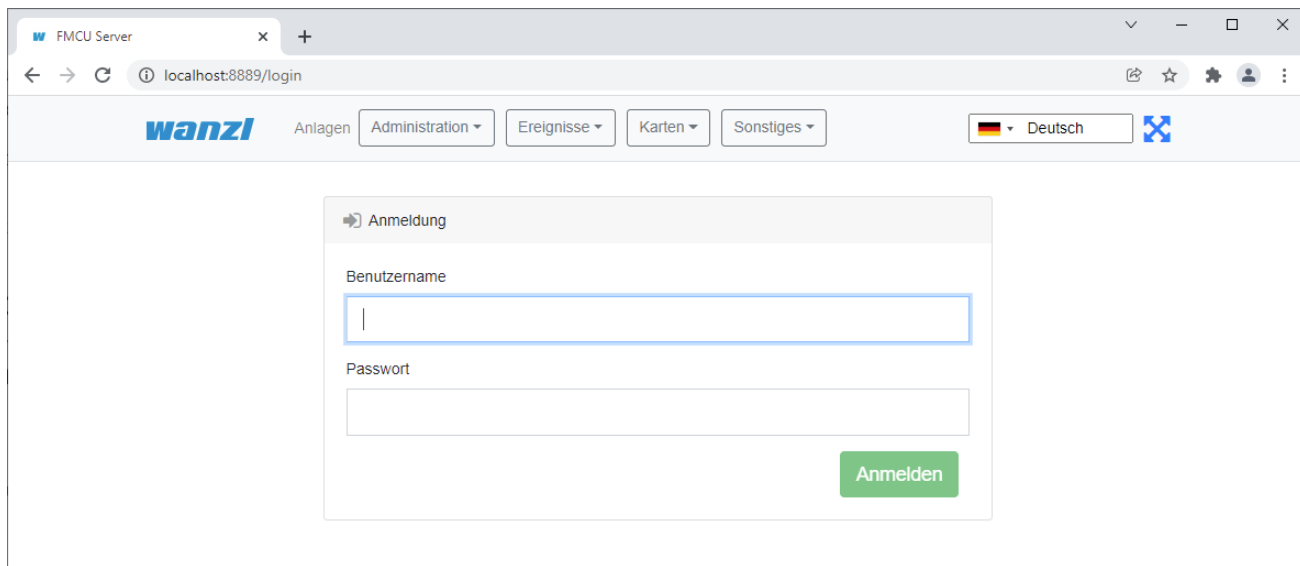 W FMCU Server
localhost:8889/login
wanzl Anlagen Administration Ereignisse Karten Sonstiges Deutsch
Anmeldung
Benutzername
Passwort
Anmelden